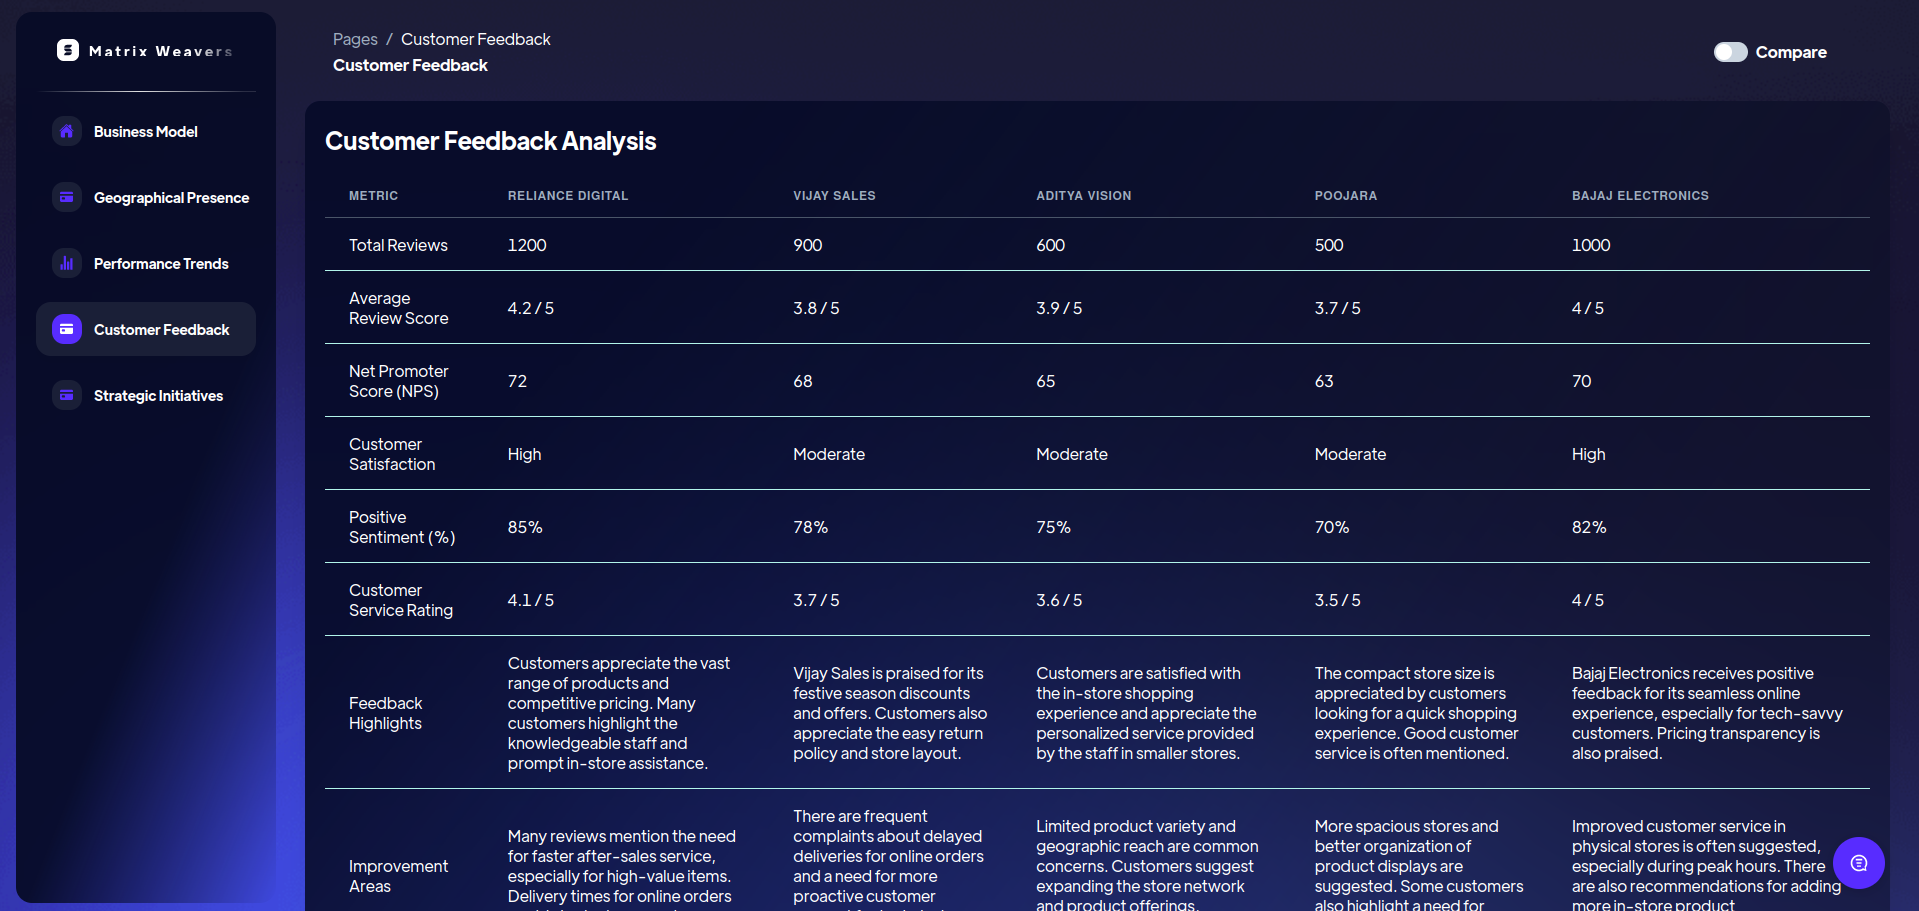 Matrix Weavers
Business Model
Geographical Presence
Performance Trends
Customer Feedback
Strategic Initiatives
Pages / Customer Feedback
Customer Feedback
Compare
Customer Feedback Analysis
METRIC RELIANCE DIGITAL VIJAY SALES ADITYA VISION POOJARA BAJAJ ELECTRONICS
Total Reviews 1200 900 600 500 1000
Average
Review Score
4.2 / 5 3.8 / 5 3.9 / 5 3.7 / 5 4 / 5
Net Promoter
Score (NPS)
72 68 65 63 70
Customer
Satisfaction
High Moderate Moderate Moderate High
Positive
Sentiment (%)
85% 78% 75% 70% 82%
Customer
Service Rating
4.1 / 5 3.7 / 5 3.6 / 5 3.5 / 5 4 / 5
Feedback
Highlights
Customers appreciate the vast
range of products and
competitive pricing. Many
customers highlight the
knowledgeable staff and
prompt in-store assistance.
Vijay Sales is praised for its
festive season discounts
and offers. Customers also
appreciate the easy return
policy and store layout.
Customers are satisfied with
the in-store shopping
experience and appreciate the
personalized service provided
by the staff in smaller stores.
The compact store size is
appreciated by customers
looking for a quick shopping
experience. Good customer
service is often mentioned.
Bajaj Electronics receives positive
feedback for its seamless online
experience, especially for tech-savvy
customers. Pricing transparency is
also praised.
Improvement
Areas
Many reviews mention the need
for faster after-sales service,
especially for high-value items.
Delivery times for online orders
There are frequent
complaints about delayed
deliveries for online orders
and a need for more
proactive customer
Limited product variety and
geographic reach are common
concerns. Customers suggest
expanding the store network
and product offerings.
More spacious stores and
better organization of
product displays are
suggested. Some customers
also highlight a need for
Improved customer service in
physical stores is often suggested,
especially during peak hours. There
are also recommendations for adding
more in-store product